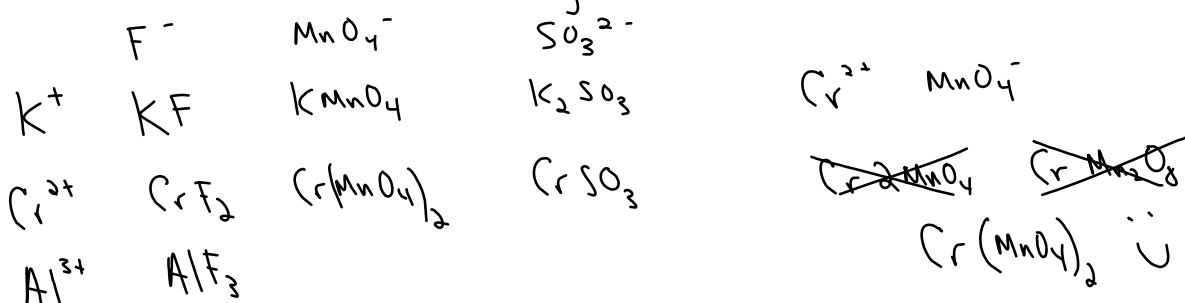 F⁻ MnO₄⁻ SO₃²⁻
K⁺ KF KMnO₄ K₂SO₃
Cr²⁺ CrF₂ Cr(MnO₄)₂ CrSO₃
Al³⁺ AlF₃
Cr²⁺ MnO₄⁻
Cr2MnO₄ CrMn₂O₈
Cr(MnO₄)₂